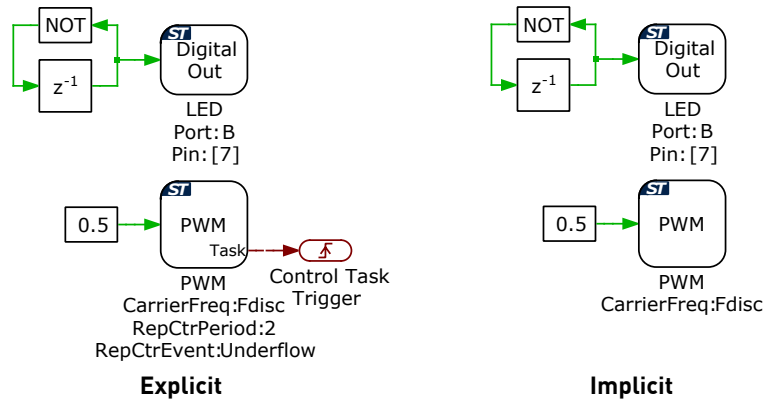 NOT
z-1
ST
Digital
Out
LED
Port:B
Pin:[7]
0.5
ST
PWM
Task
PWM
CarrierFreq:Fdisc
RepCtrPeriod:2
RepCtrEvent:Underflow
Control Task
Trigger
Explicit
NOT
z-1
ST
Digital
Out
LED
Port:B
Pin:[7]
0.5
ST
PWM
PWM
CarrierFreq:Fdisc
Implicit